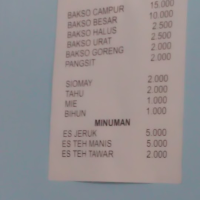 BAKSO CAMPUR 15.000
BAKSO BESAR 10.000
BAKSO HALUS 2.500
BAKSO URAT 2.500
BAKSO GORENG 2.000
PANGSIT 2.000
SIOMAY 2.000
TAHU 2.000
MIE 1.000
BIHUN 1.000
MINUMAN
ES JERUK 5.000
ES TEH MANIS 5.000
ES TEH TAWAR 2.000